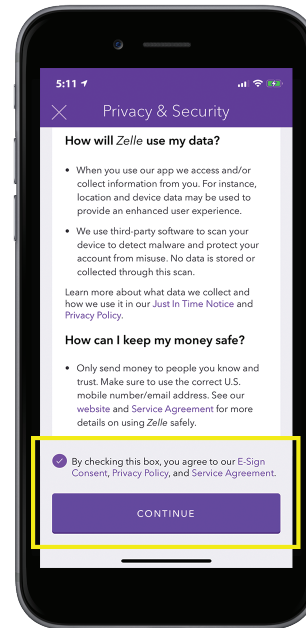 5:11
Privacy & Security
How will Zelle use my data?
• When you use our app we access and/or
collect information from you. For instance,
location and device data may be used to
provide an enhanced user experience.
• We use third-party software to scan your
device to detect malware and protect your
account from misuse. No data is stored or
collected through this scan.
Learn more about what data we collect and
how we use it in our Just In Time Notice and
Privacy Policy.
How can I keep my money safe?
• Only send money to people you know and
trust. Make sure to use the correct U.S.
mobile number/email address. See our
website and Service Agreement for more
details on using Zelle safely.
By checking this box, you agree to our E-Sign
Consent, Privacy Policy, and Service Agreement.
CONTINUE